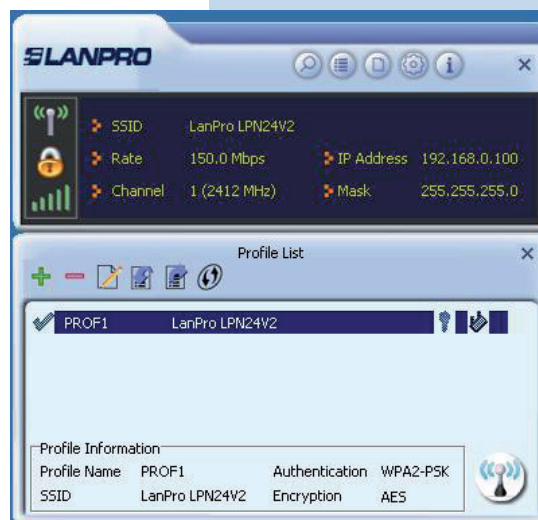 LANPRO
SSID LanPro LPN24V2
Rate 150.0 Mbps IP Address 192.168.0.100
Channel 1 (2412 MHz) Mask 255.255.255.0
Profile List
PROF1 LanPro LPN24V2
Profile Information
Profile Name PROF1 Authentication WPA2-PSK
SSID LanPro LPN24V2 Encryption AES